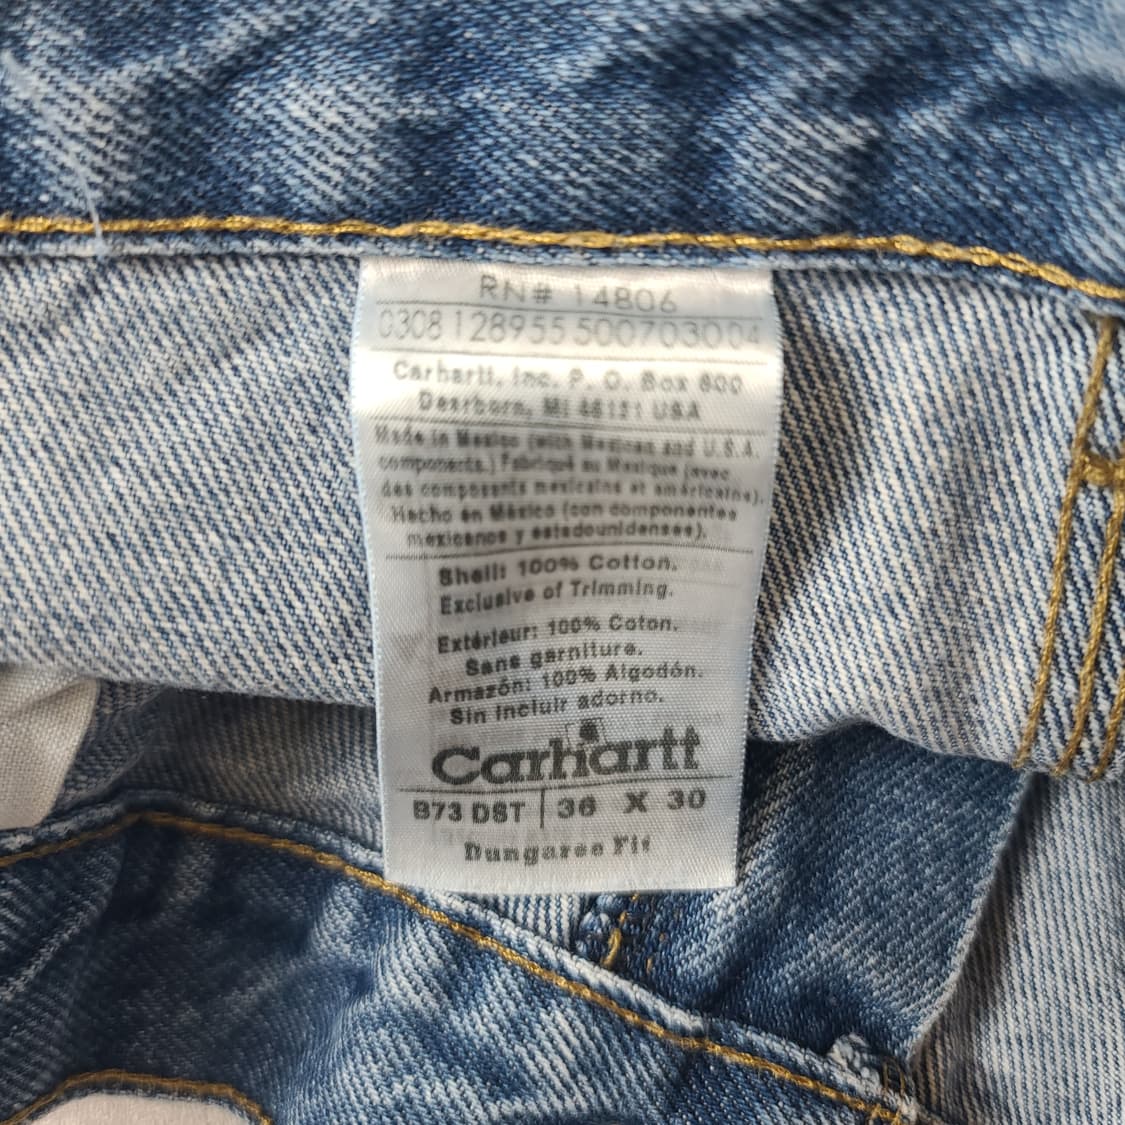 RN# 14806
0308 128955 5007030 04
Carhartt, Inc. P. O. Box 600
Dearborn, MI 48121 USA
Made in Mexico (with Mexican and U.S.A.
components.) Fabriqué au Mexique (avec
des composants mexicains et américains).
Hecho en México (con componentes
mexicanos y estadounidenses).
Shell: 100% Cotton.
Exclusive of Trimming.
Extérieur: 100% Coton.
Sans garniture.
Armazón: 100% Algodón.
Sin incluir adorno.
Carhartt
B73 DST | 36 X 30
Dungaree Fit